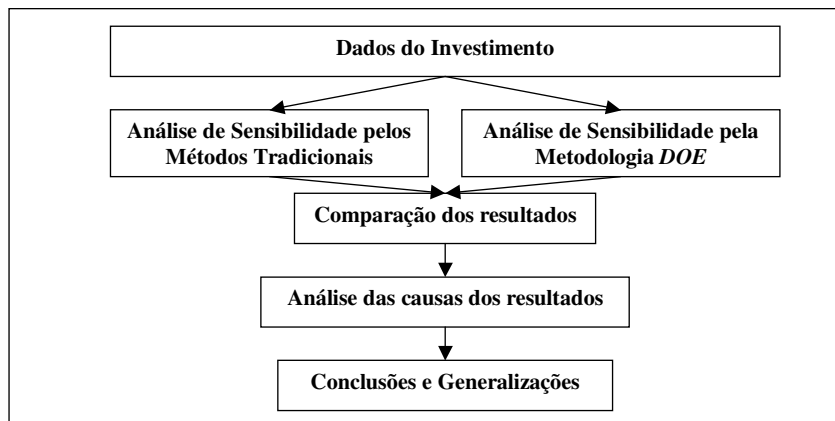 Dados do Investimento
Análise de Sensibilidade pelos
Métodos Tradicionais
Análise de Sensibilidade pela
Metodologia DOE
Comparação dos resultados
Análise das causas dos resultados
Conclusões e Generalizações